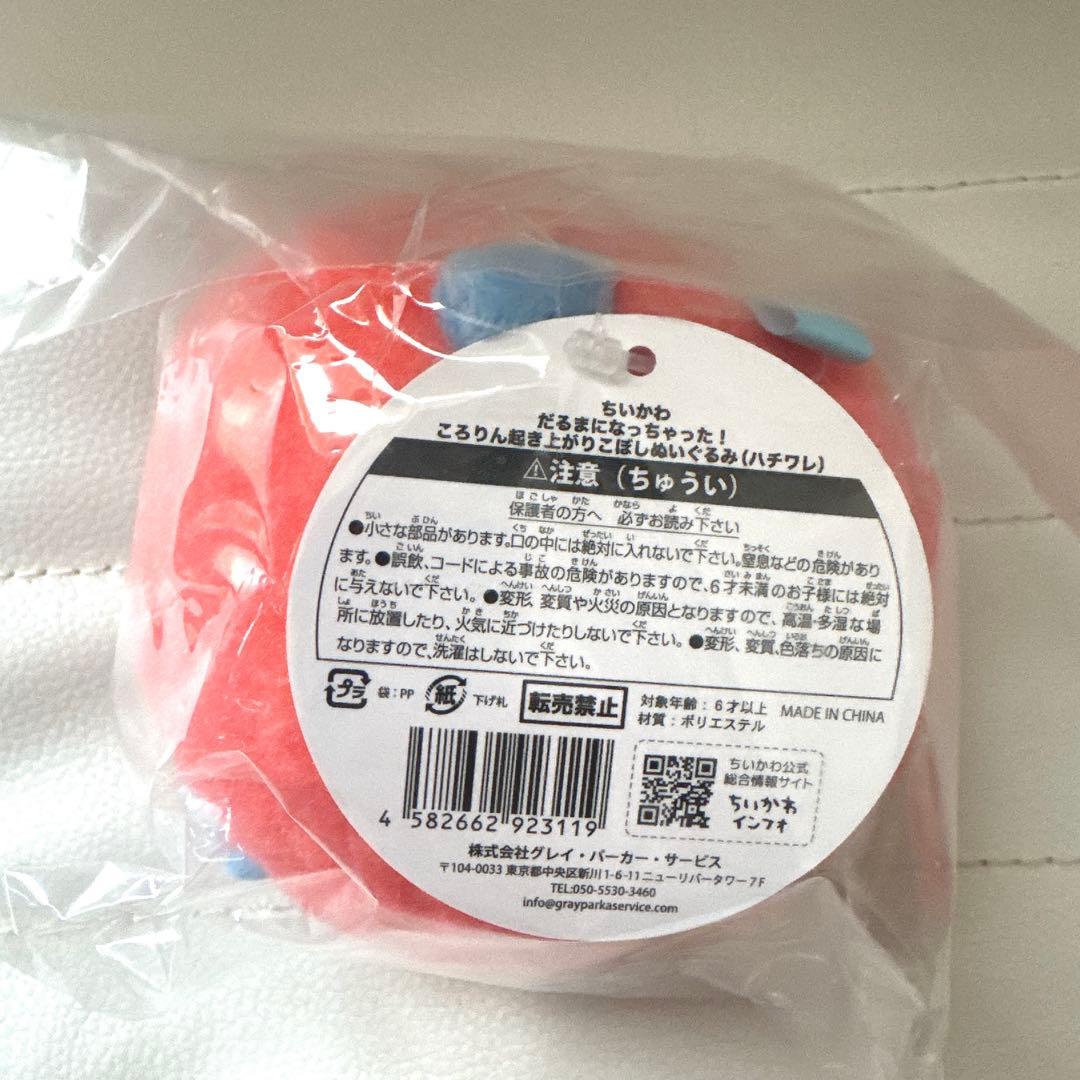 ちいかわ
だるまになっちゃった！
ころりん起き上がりこぼしぬいぐるみ(ハチワレ)
⚠注意（ちゅうい）
保護者の方へ 必ずお読み下さい
●小さな部品があります。口の中には絶対に入れないで下さい。窒息などの危険があり
ます。●誤飲、コードによる事故の危険がありますので、6才未満のお子様には絶対
に与えないで下さい。●変形、変質や火災の原因となりますので、高温・多湿な場
所に放置したり、火気に近づけたりしないで下さい。●変形、変質、色落ちの原因に
なりますので、洗濯はしないで下さい。
プラ 袋：PP 紙 下げ札 転売禁止 対象年齢：6才以上 MADE IN CHINA
材質：ポリエステル
ちいかわ公式
総合情報サイト
ちいかわ
インフォ
4 582662 923119
株式会社グレイ・パーカー・サービス
〒104-0033 東京都中央区新川1-6-11ニューリバータワー7F
TEL:050-5530-3460
info@grayparkaservice.com